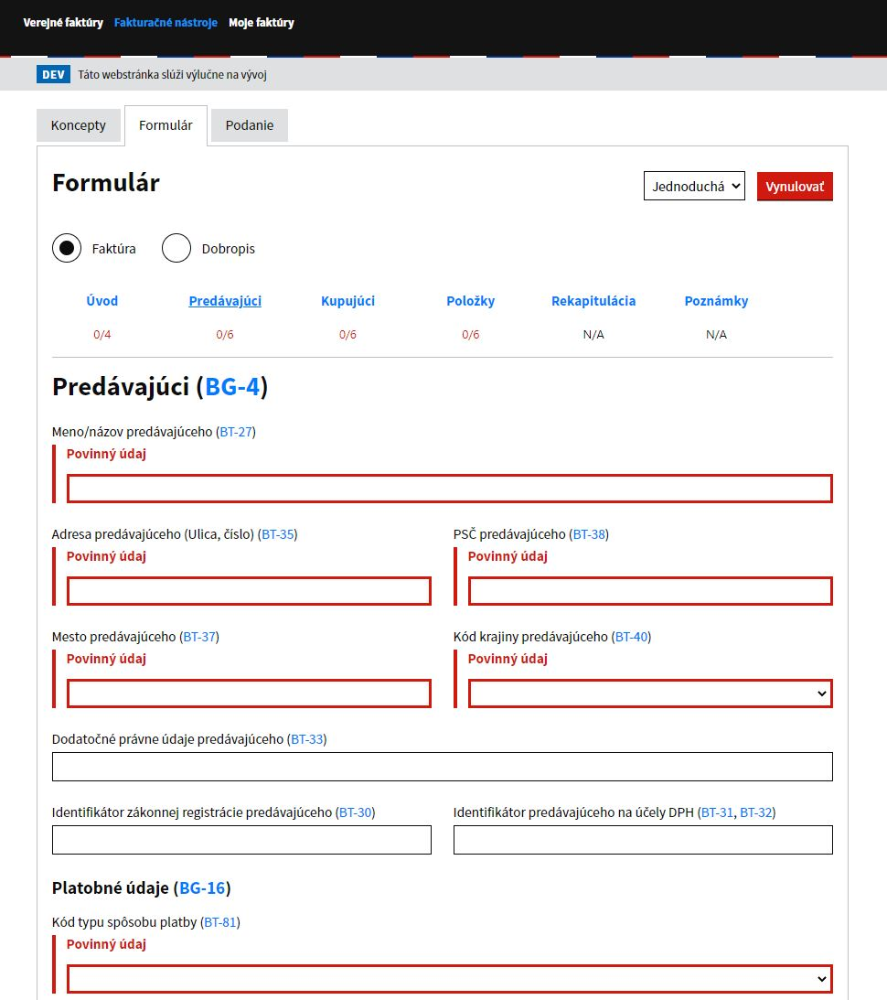 Verejné faktúry Fakturačné nástroje Moje faktúry
DEV Táto webstránka slúži výlučne na vývoj
Koncepty Formulár Podanie
Formulár Jednoduchá Vynulovať
Faktúra Dobropis
Úvod Predávajúci Kupujúci Položky Rekapitulácia Poznámky
0/4 0/6 0/6 0/6 N/A N/A
Predávajúci (BG-4)
Meno/názov predávajúceho (BT-27)
Povinný údaj
Adresa predávajúceho (Ulica, číslo) (BT-35) PSČ predávajúceho (BT-38)
Povinný údaj Povinný údaj
Mesto predávajúceho (BT-37) Kód krajiny predávajúceho (BT-40)
Povinný údaj Povinný údaj
Dodatočné právne údaje predávajúceho (BT-33)
Identifikátor zákonnej registrácie predávajúceho (BT-30) Identifikátor predávajúceho na účely DPH (BT-31, BT-32)
Platobné údaje (BG-16)
Kód typu spôsobu platby (BT-81)
Povinný údaj